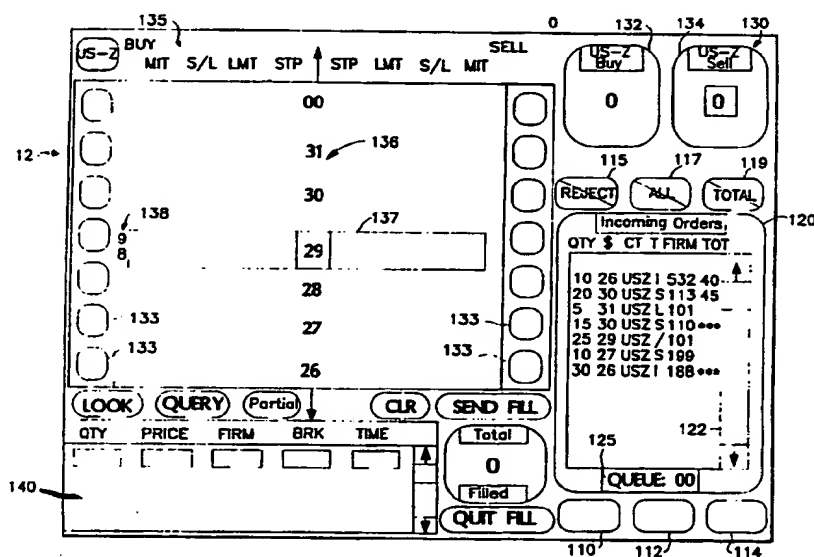 135
0
132
134
130
US-Z
BUY
SELL
MIT S/L LMT STP STP LMT S/L MIT
US-Z
Buy
0
US-Z
Sell
0
00
12
31
136
30
138
9
8
137
29
28
133
27
133
133
26
133
115
117
119
REJECT
ALL
TOTAL
120
Incoming Orders,
QTY $ CT T FIRM TOT
10 26 USZ I 532 40
20 30 USZ S 113 45
5 31 USZ L 101
15 30 USZ S 110 ***
25 29 USZ / 101
10 27 USZ S 199
30 26 USZ I 188 ***
122
125
QUEUE: 00
LOOK
QUERY
Partial
CLR
SEND FILL
QTY PRICE FIRM BRK TIME
140
Total
0
Filled
QUIT FILL
110
112
114